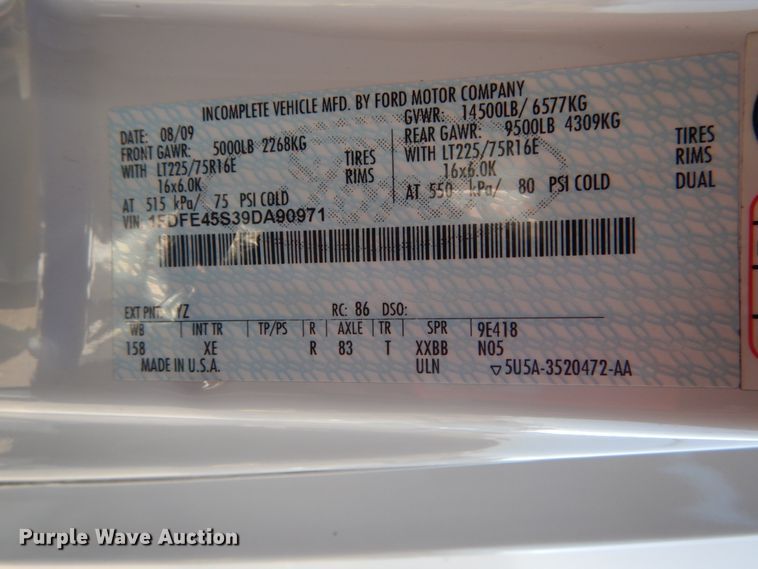 INCOMPLETE VEHICLE MFD. BY FORD MOTOR COMPANY
DATE: 08/09 GVWR: 14500LB/ 6577KG
FRONT GAWR: 5000LB 2268KG REAR GAWR: 9500LB 4309KG
WITH LT225/75R16E TIRES WITH LT225/75R16E TIRES
16x6.0K RIMS 16x6.0K RIMS
AT 515 kPa/ 75 PSI COLD AT 550 kPa/ 80 PSI COLD DUAL
VIN 1FDFE45S39DA90971
EXT PNT: YZ RC: 86 DSO:
WB INT TR TP/PS R AXLE TR SPR 9E418
158 XE R 83 T XXBB N05
MADE IN U.S.A. ULN ▽5U5A-3520472-AA
Purple Wave Auction